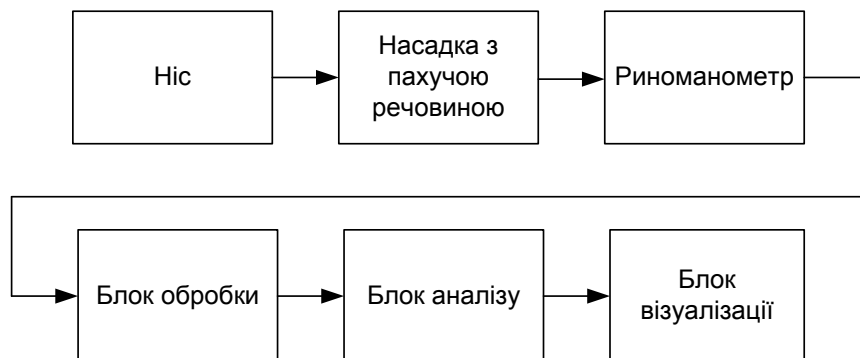 Ніс
Насадка з
пахучою
речовиною
Риноманометр
Блок обробки
Блок аналізу
Блок
візуалізації